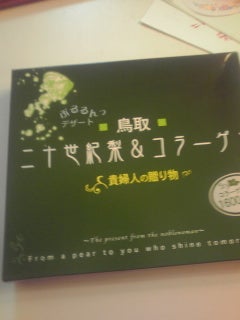 ぷるるんっ
デザート
鳥取
二十世紀梨&コラーゲ
貴婦人の贈り物
~The present from the noblewoman~
From a pear to you who shine tomor